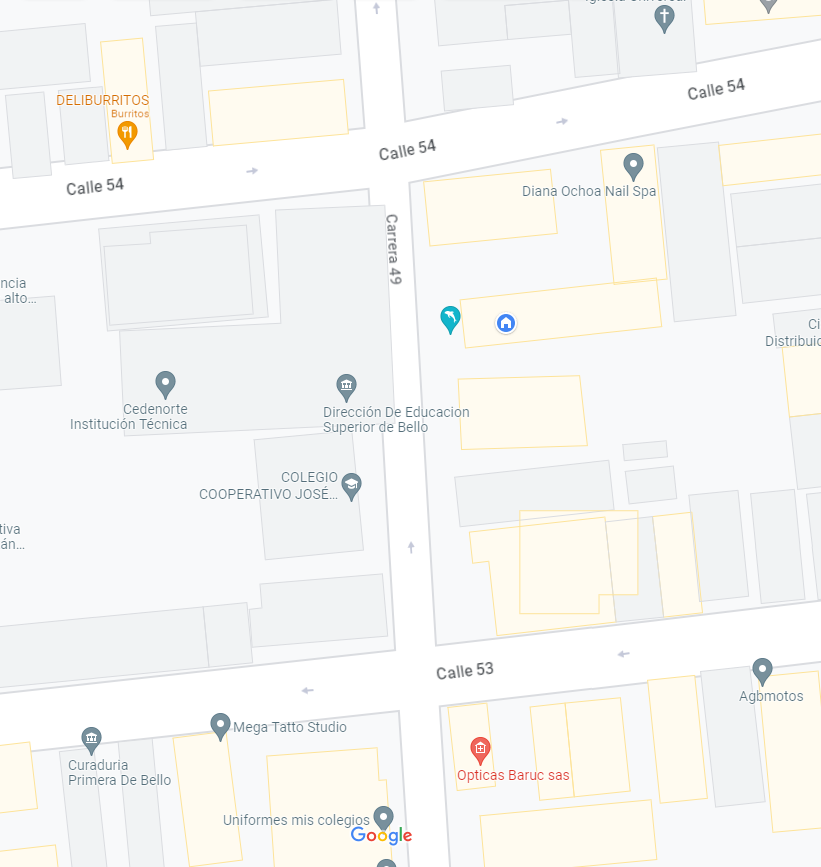 DELIBURRITOS
Burritos
Calle 54
Calle 54
Calle 54
Diana Ochoa Nail Spa
Carrera 49
alto...
Cedenorte
Institución Técnica
Dirección De Educacion
Superior de Bello
COLEGIO
COOPERATIVO JOSÉ...
Calle 53
Agbmotos
Mega Tatto Studio
Curaduria
Primera De Bello
Opticas Baruc sas
Uniformes mis colegios
Google